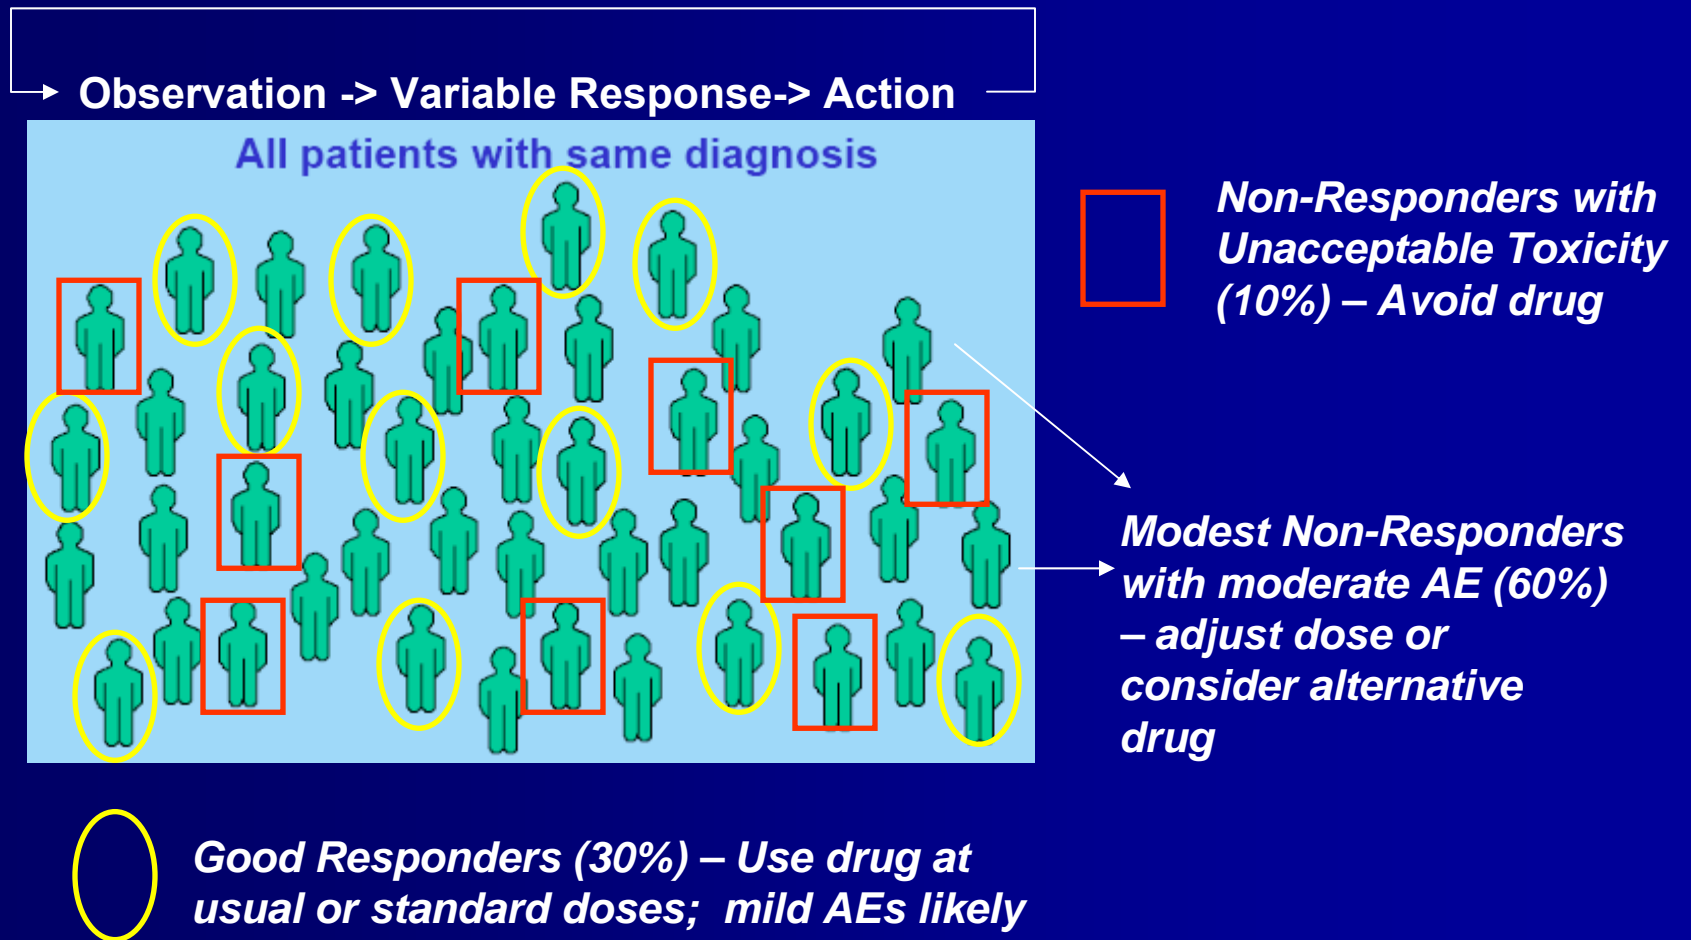 Observation -> Variable Response-> Action
All patients with same diagnosis
Non-Responders with
Unacceptable Toxicity
(10%) – Avoid drug
Modest Non-Responders
with moderate AE (60%)
– adjust dose or
consider alternative
drug
Good Responders (30%) – Use drug at
usual or standard doses;  mild AEs likely